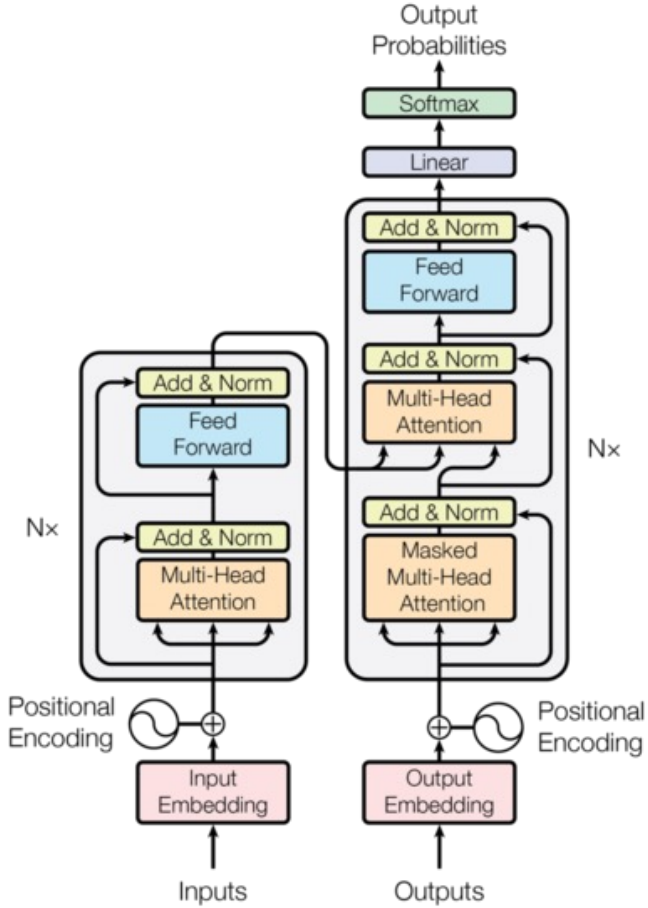 Output
Probabilities
Softmax
Linear
Add & Norm
Feed
Forward
Add & Norm
Multi-Head
Attention
Add & Norm
Masked
Multi-Head
Attention
Nx
Add & Norm
Feed
Forward
Add & Norm
Multi-Head
Attention
Nx
Positional
Encoding
Positional
Encoding
Input
Embedding
Output
Embedding
Inputs
Outputs